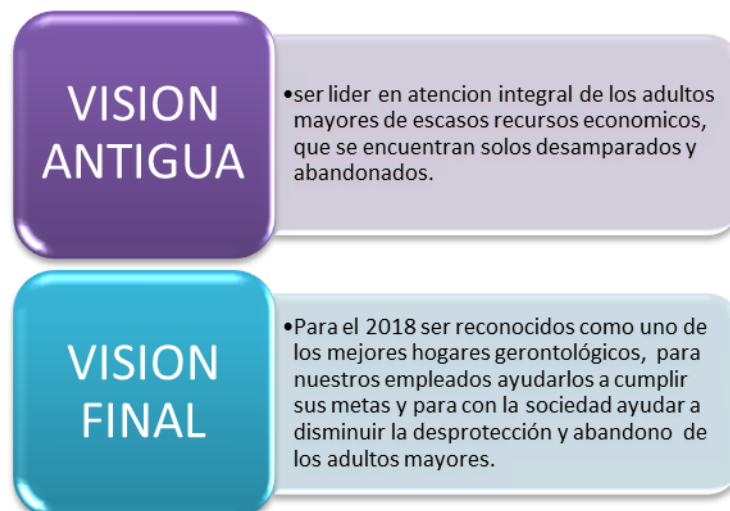 VISION
ANTIGUA
•ser lider en atencion integral de los adultos
mayores de escasos recursos economicos,
que se encuentran solos desamparados y
abandonados.
VISION
FINAL
•Para el 2018 ser reconocidos como uno de
los mejores hogares gerontológicos, para
nuestros empleados ayudarlos a cumplir
sus metas y para con la sociedad ayudar a
disminuir la desprotección y abandono de
los adultos mayores.